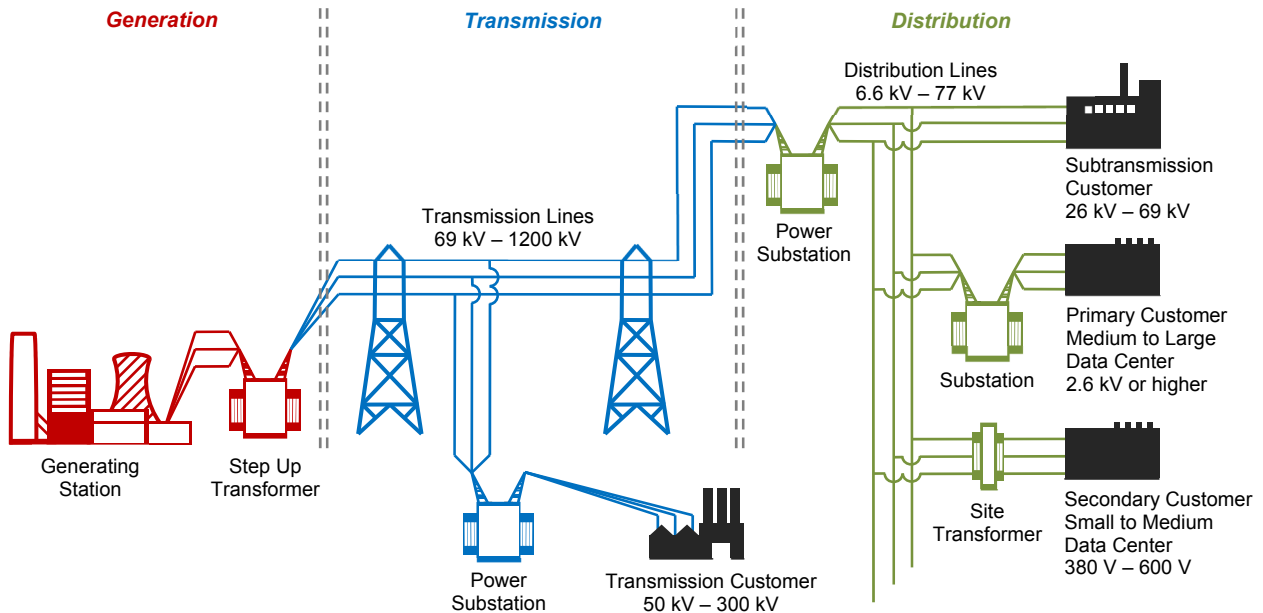 Generation
Transmission
Distribution
Distribution Lines
6.6 kV – 77 kV
Subtransmission
Customer
26 kV – 69 kV
Transmission Lines
69 kV – 1200 kV
Power
Substation
Primary Customer
Medium to Large
Data Center
2.6 kV or higher
Substation
Generating
Station
Step Up
Transformer
Site
Transformer
Secondary Customer
Small to Medium
Data Center
380 V – 600 V
Power
Substation
Transmission Customer
50 kV – 300 kV